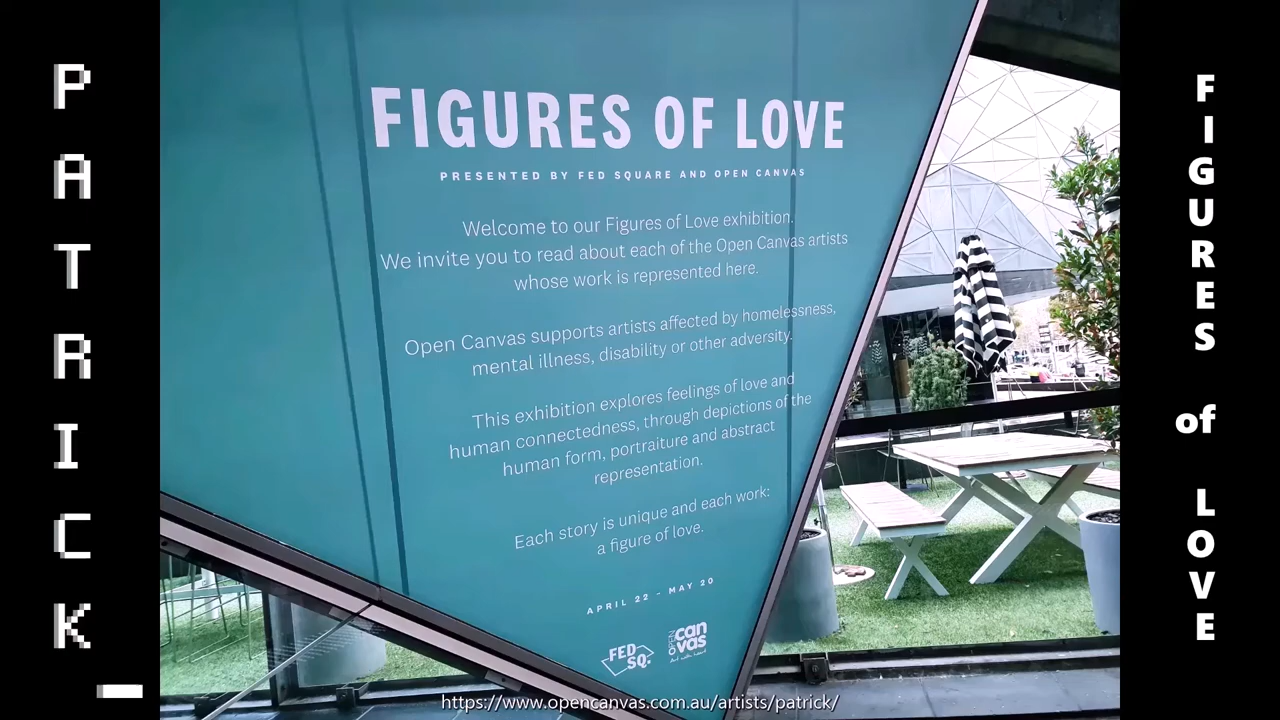 PATRICK_
FIGURES OF LOVE
PRESENTED BY FED SQUARE AND OPEN CANVAS
Welcome to our Figures of Love exhibition.
We invite you to read about each of the Open Canvas artists
whose work is represented here.
Open Canvas supports artists affected by homelessness,
mental illness, disability or other adversity.
This exhibition explores feelings of love and
human connectedness, through depictions of the
human form, portraiture and abstract
representation.
Each story is unique and each work:
a figure of love.
APRIL 22 - MAY 20
FED
SQ.
OPEN
can
vas
Art with heart
https://www.opencanvas.com.au/artists/patrick/
FIGURES of LOVE